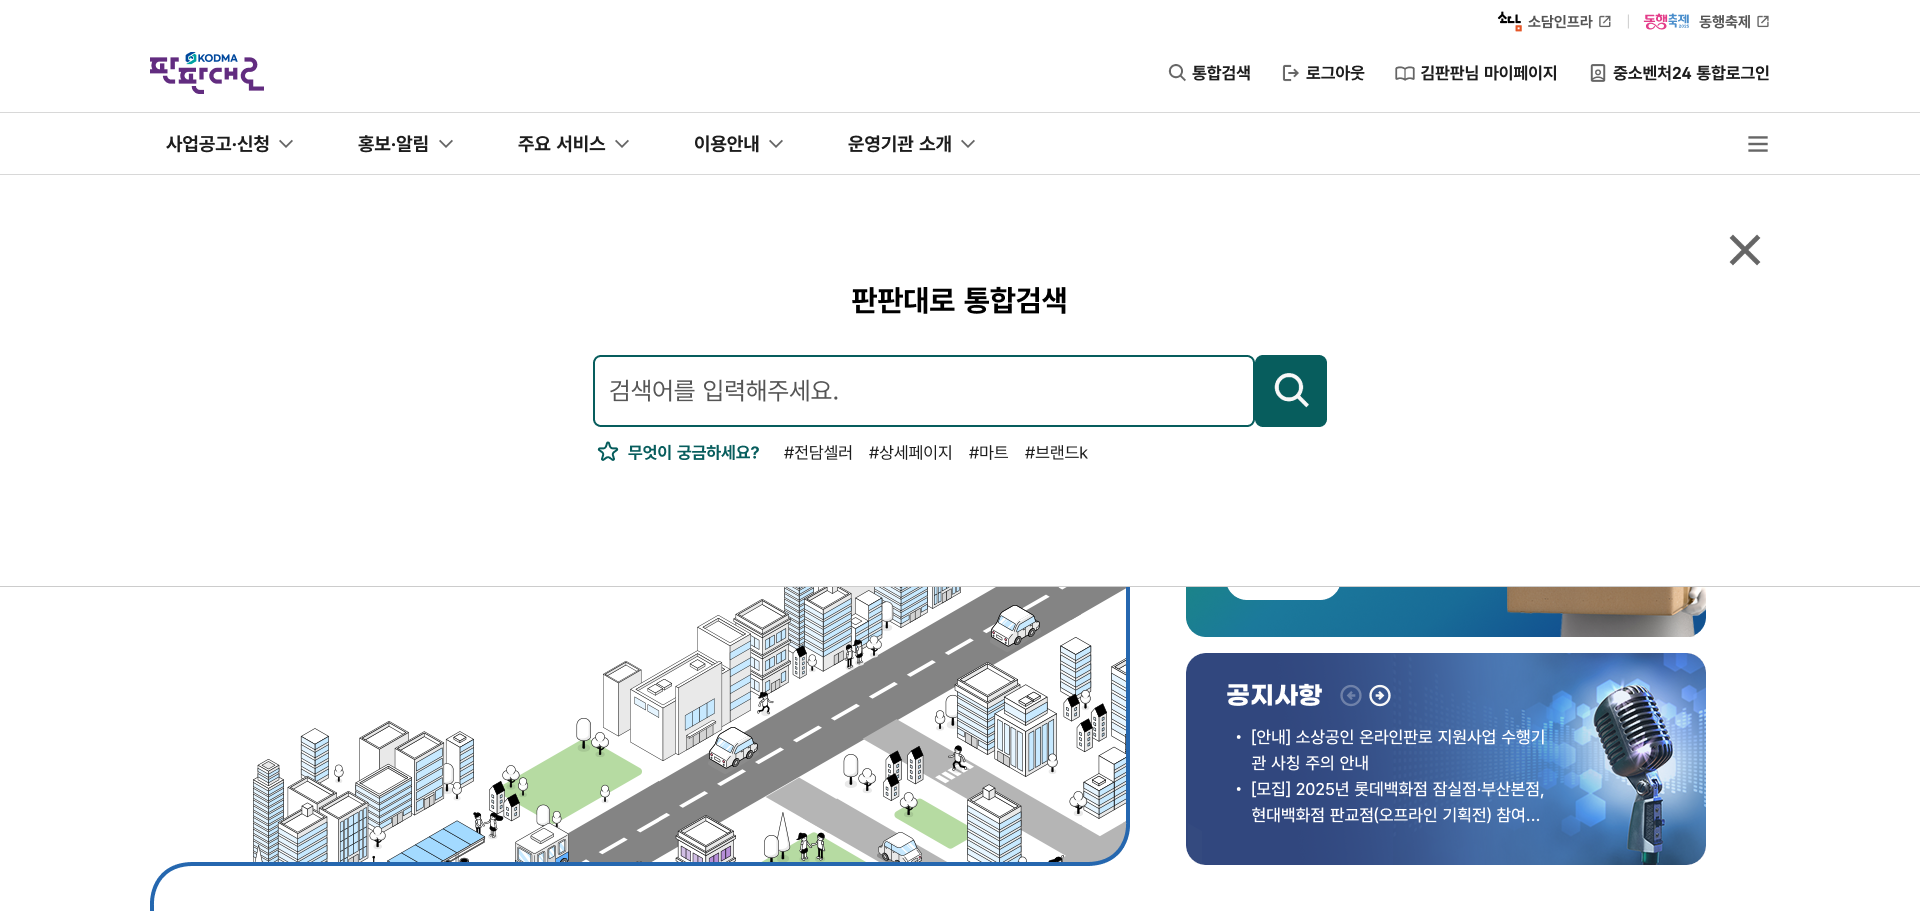 소담 소담인프라
동행축제 2025 동행축제
KODMA
판판대로
통합검색
로그아웃
김판판님 마이페이지
중소벤처24 통합로그인
사업공고·신청
홍보·알림
주요 서비스
이용안내
운영기관 소개
판판대로 통합검색
검색어를 입력해주세요.
무엇이 궁금하세요?
#전담셀러 #상세페이지 #마트 #브랜드k
공지사항
• [안내] 소상공인 온라인판로 지원사업 수행기
관 사칭 주의 안내
• [모집] 2025년 롯데백화점 잠실점·부산본점,
현대백화점 판교점(오프라인 기획전) 참여...